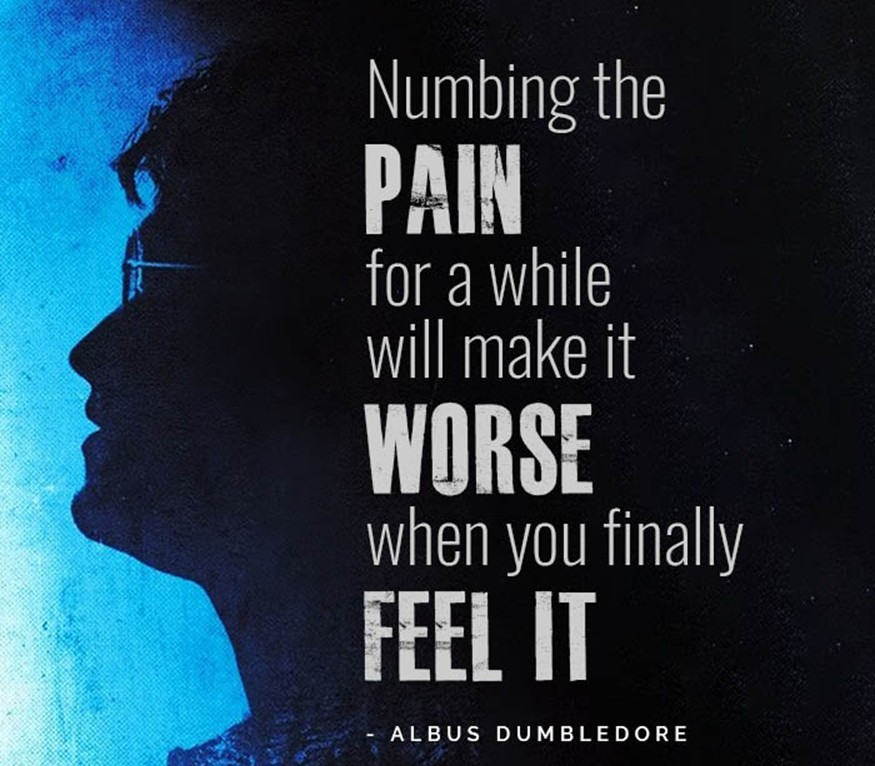 Numbing the
PAIN
for a while
will make it
WORSE
when you finally
FEEL IT
- ALBUS DUMBLEDORE